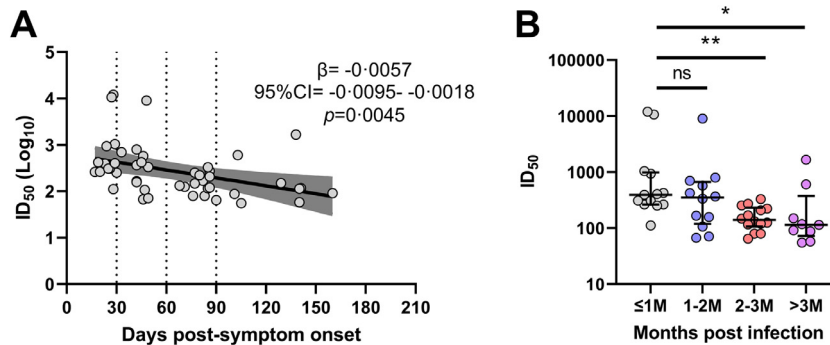 A
β= -0·0057
95%CI= -0·0095- -0·0018
p=0·0045
ID50 (Log10)
5
4
3
2
1
0
0 30 60 90 120 150 180 210
Days post-symptom onset
B
*
**
ns
ID50
100000
10000
1000
100
10
≤1M 1-2M 2-3M >3M
Months post infection